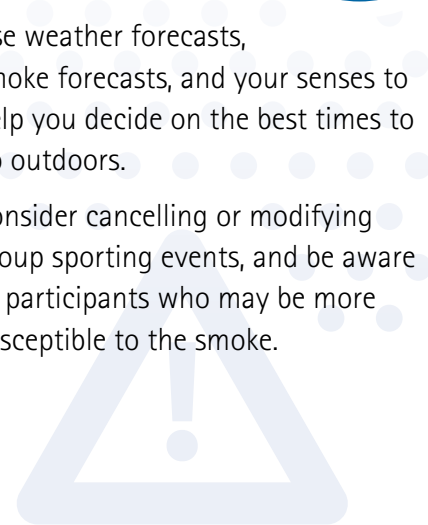 se weather forecasts,
noke forecasts, and your senses to
elp you decide on the best times to
o outdoors.
onsider cancelling or modifying
oup sporting events, and be aware
participants who may be more
sceptible to the smoke.
!